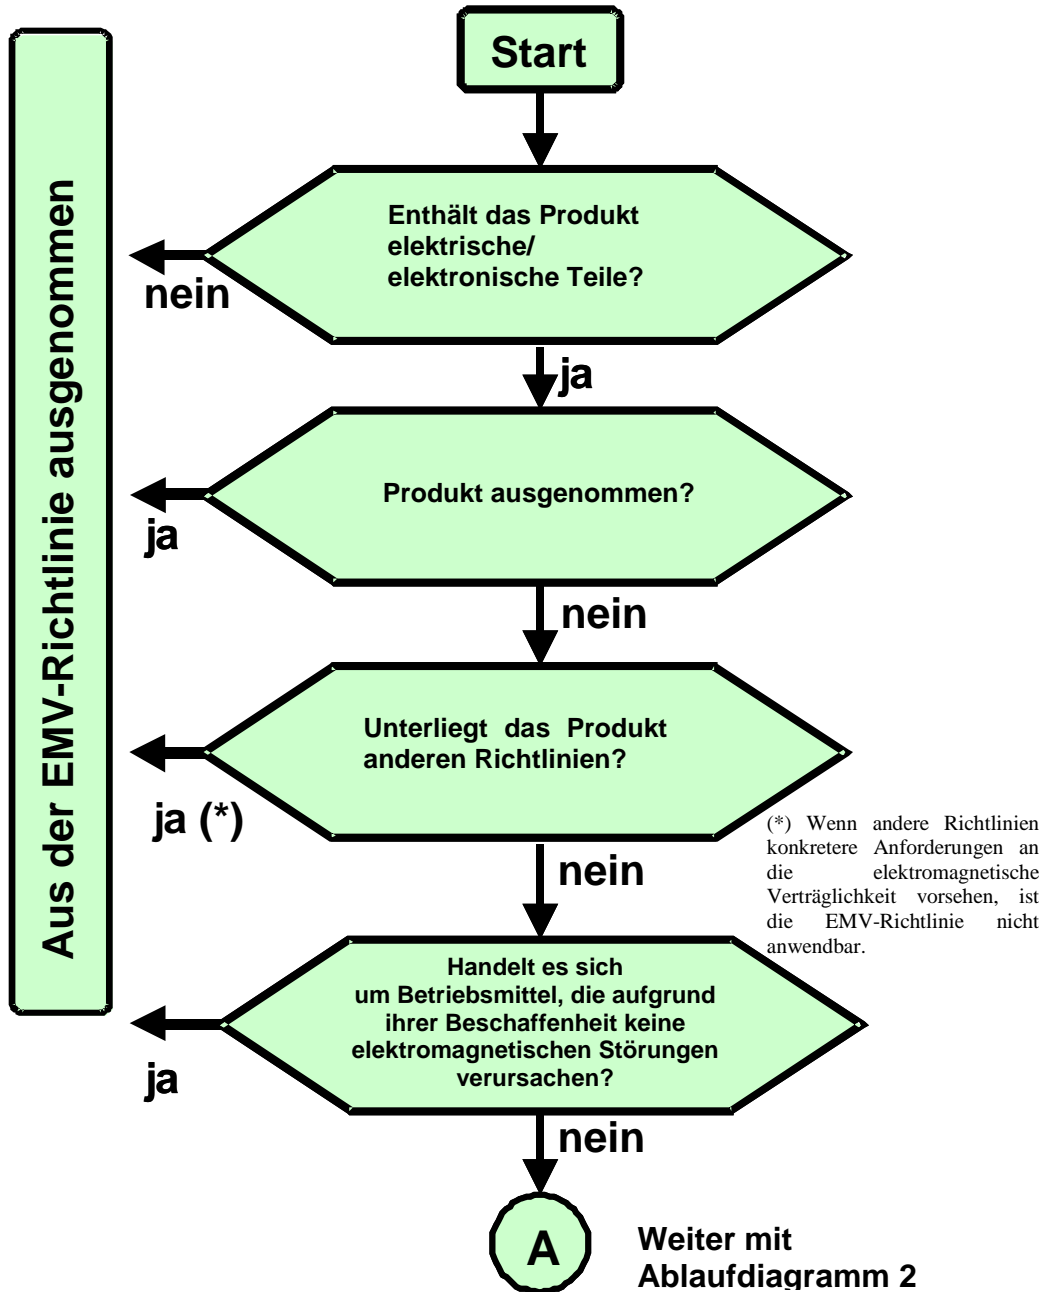 Start
Aus der EMV-Richtlinie ausgenommen
Enthält das Produkt
elektrische/
elektronische Teile?
nein
ja
Produkt ausgenommen?
ja
nein
Unterliegt das Produkt
anderen Richtlinien?
ja (*)
nein
(*) Wenn andere Richtlinien
konkretere Anforderungen an
die elektromagnetische
Verträglichkeit vorsehen, ist
die EMV-Richtlinie nicht
anwendbar.
Handelt es sich
um Betriebsmittel, die aufgrund
ihrer Beschaffenheit keine
elektromagnetischen Störungen
verursachen?
ja
nein
A
Weiter mit
Ablaufdiagramm 2